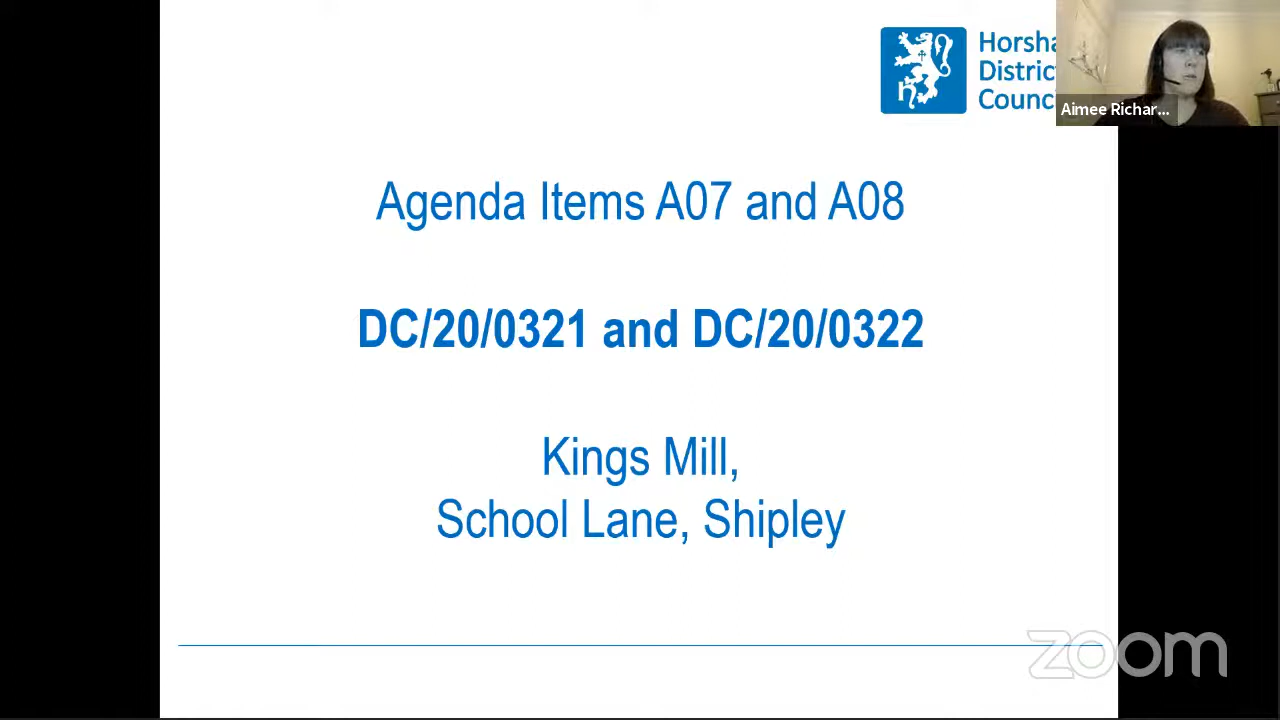 Horsha
District
Counc
Aimee Richar...
Agenda Items A07 and A08
DC/20/0321 and DC/20/0322
Kings Mill,
School Lane, Shipley
zoom